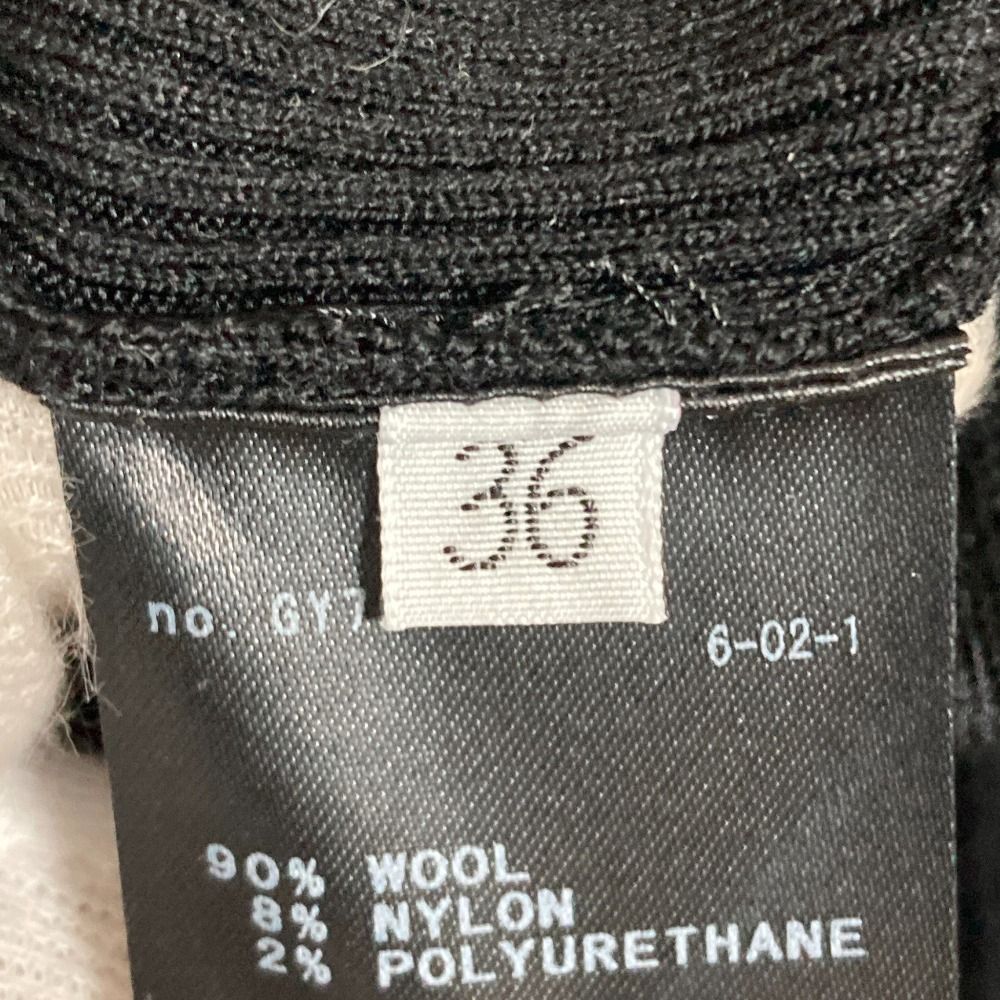 36
no. GY7
6-02-1
90% WOOL
8% NYLON
2% POLYURETHANE